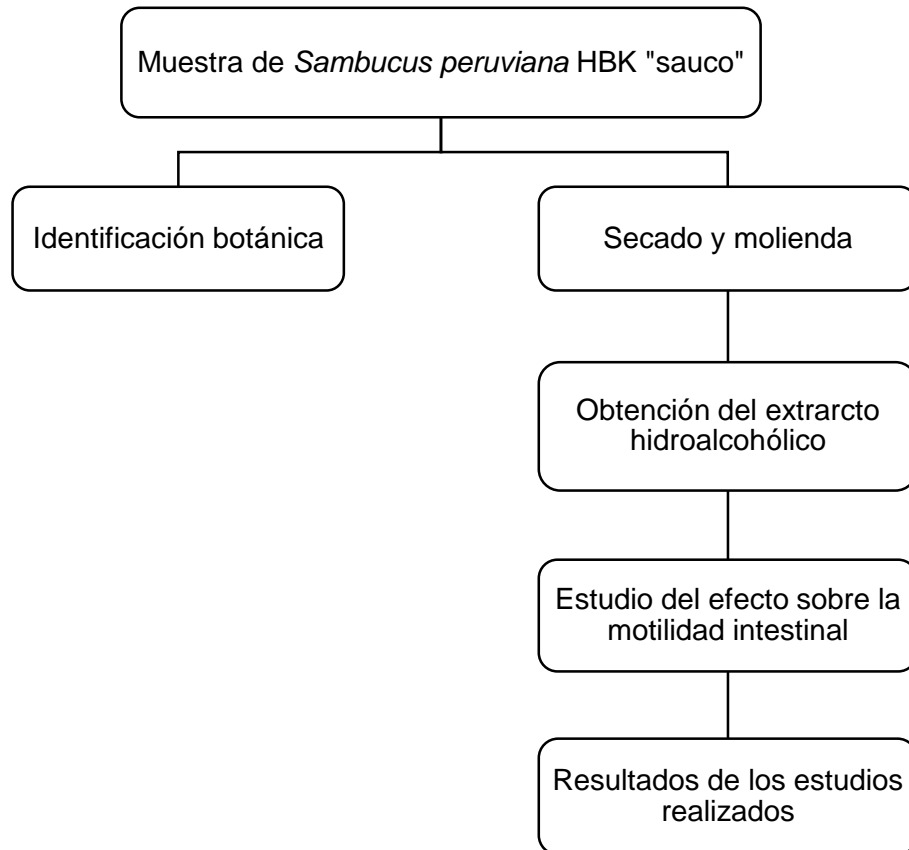 Muestra de Sambucus peruviana HBK "sauco"
Identificación botánica
Secado y molienda
Obtención del extrarcto
hidroalcohólico
Estudio del efecto sobre la
motilidad intestinal
Resultados de los estudios
realizados